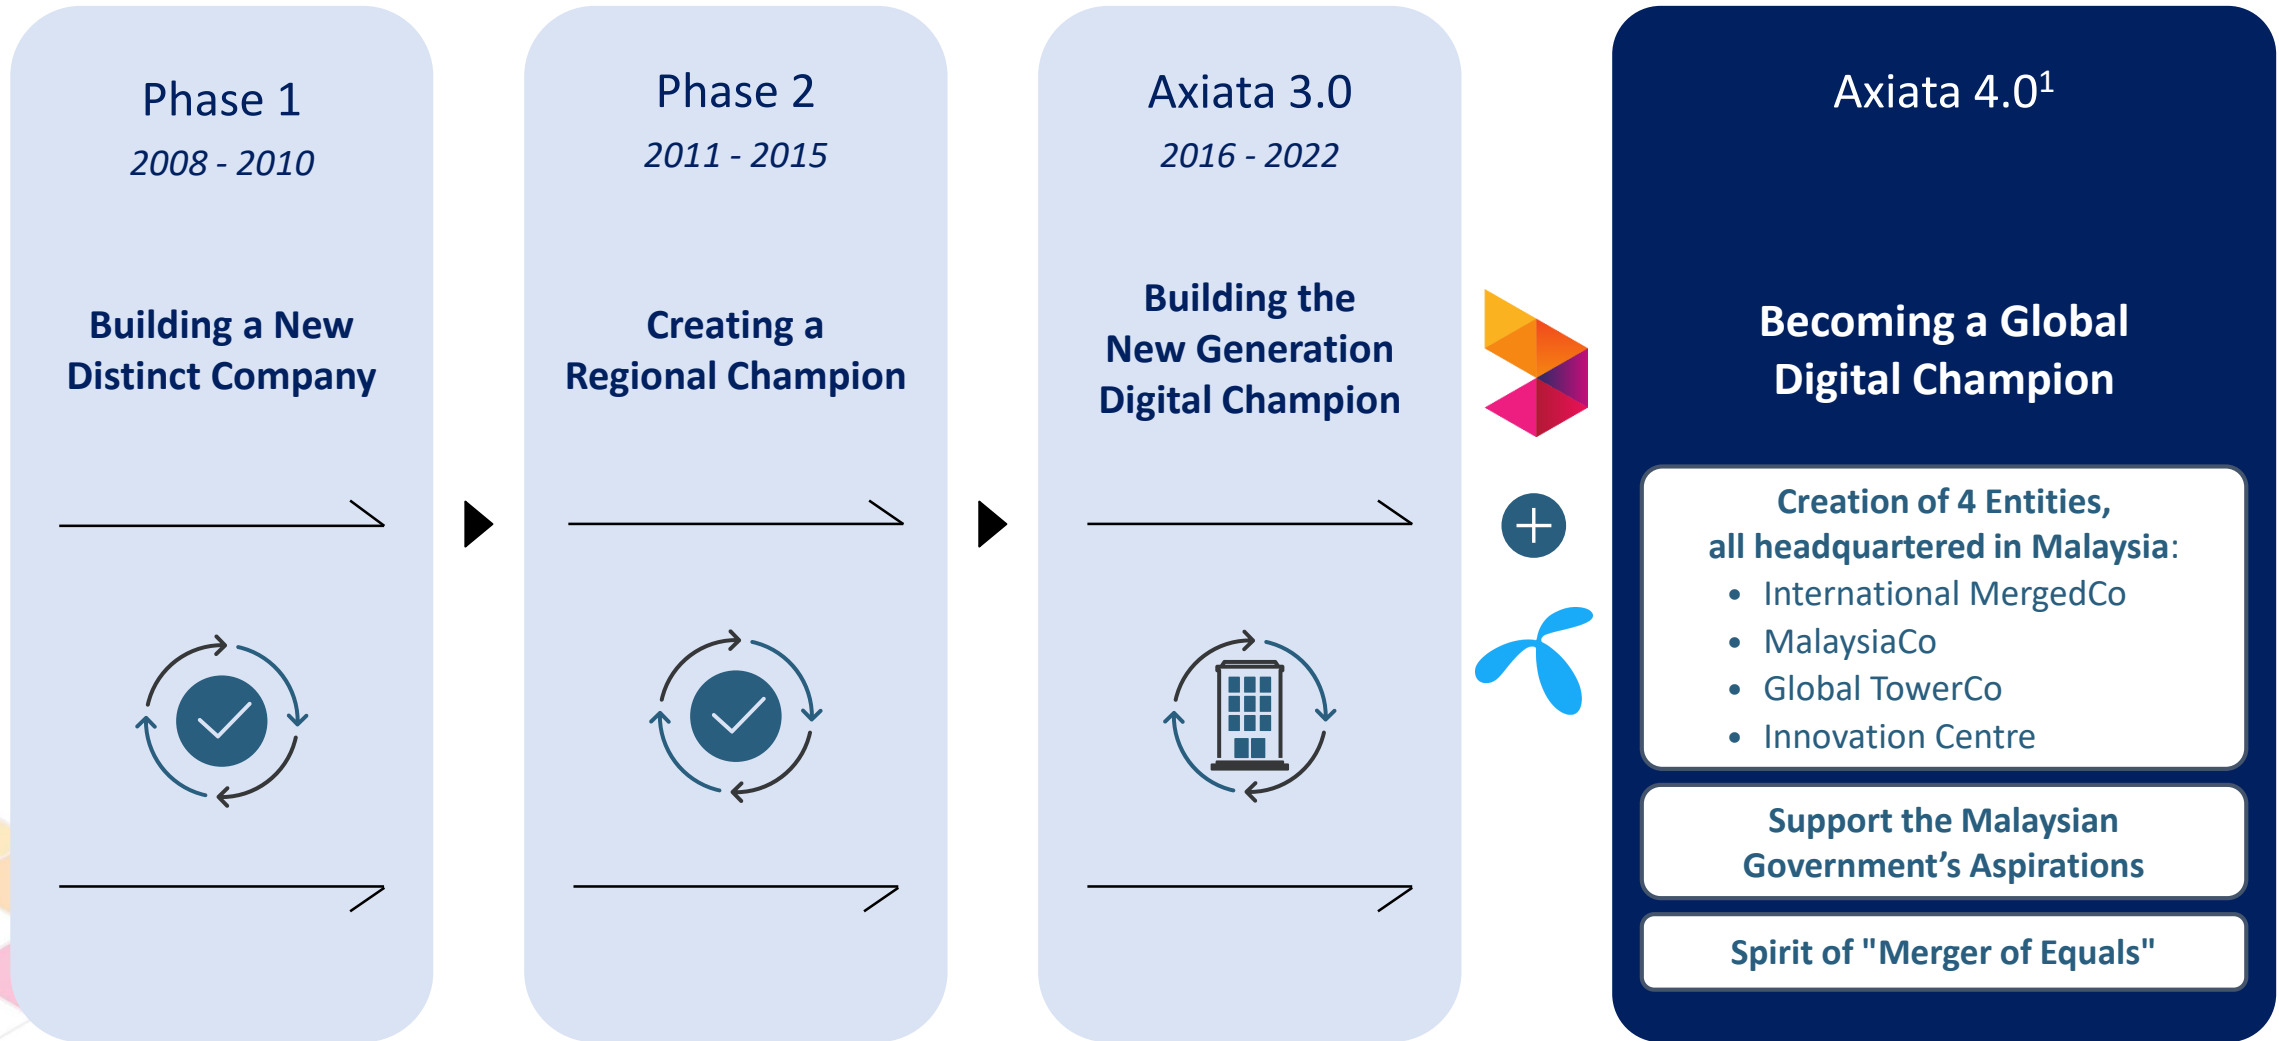 Phase 1
2008 - 2010
Building a New
Distinct Company
Phase 2
2011 - 2015
Creating a
Regional Champion
Axiata 3.0
2016 - 2022
Building the
New Generation
Digital Champion
Axiata 4.0¹
Becoming a Global
Digital Champion
Creation of 4 Entities,
all headquartered in Malaysia:
• International MergedCo
• MalaysiaCo
• Global TowerCo
• Innovation Centre
Support the Malaysian
Government’s Aspirations
Spirit of "Merger of Equals"